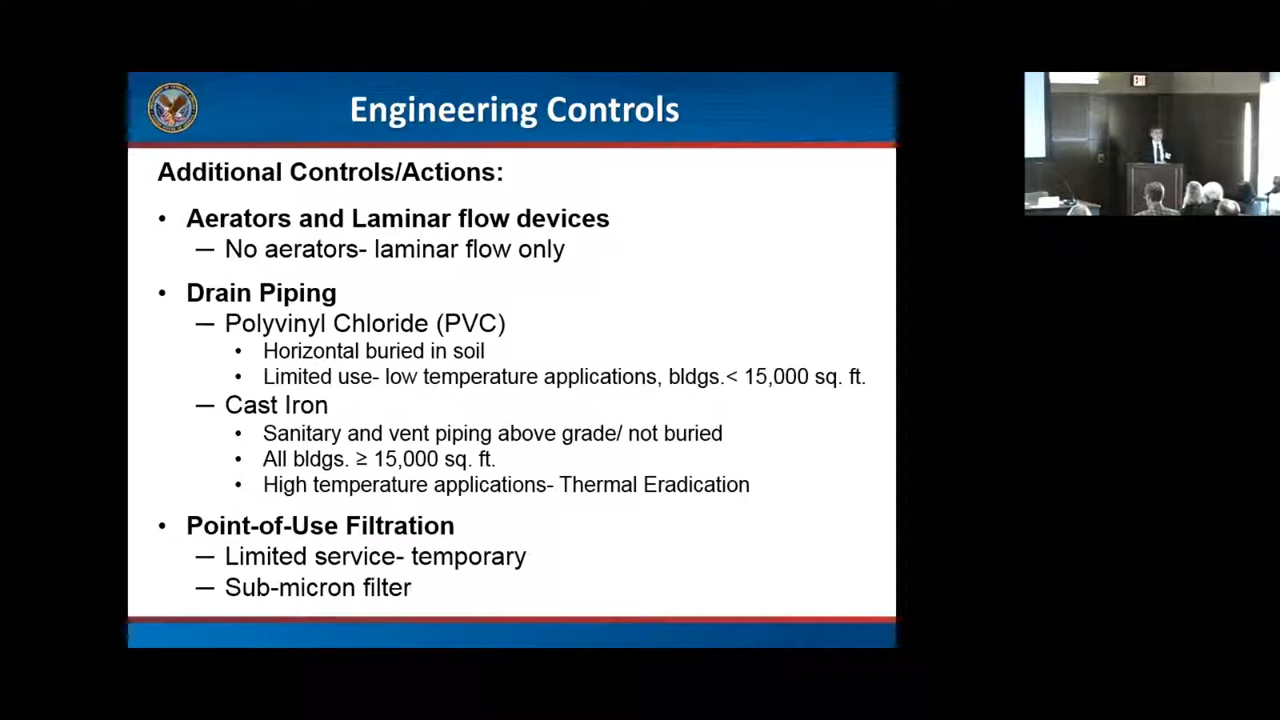 Engineering Controls
Additional Controls/Actions:
• Aerators and Laminar flow devices
— No aerators- laminar flow only
• Drain Piping
— Polyvinyl Chloride (PVC)
• Horizontal buried in soil
• Limited use- low temperature applications, bldgs.< 15,000 sq. ft.
— Cast Iron
• Sanitary and vent piping above grade/ not buried
• All bldgs. ≥ 15,000 sq. ft.
• High temperature applications- Thermal Eradication
• Point-of-Use Filtration
— Limited service- temporary
— Sub-micron filter
EXIT